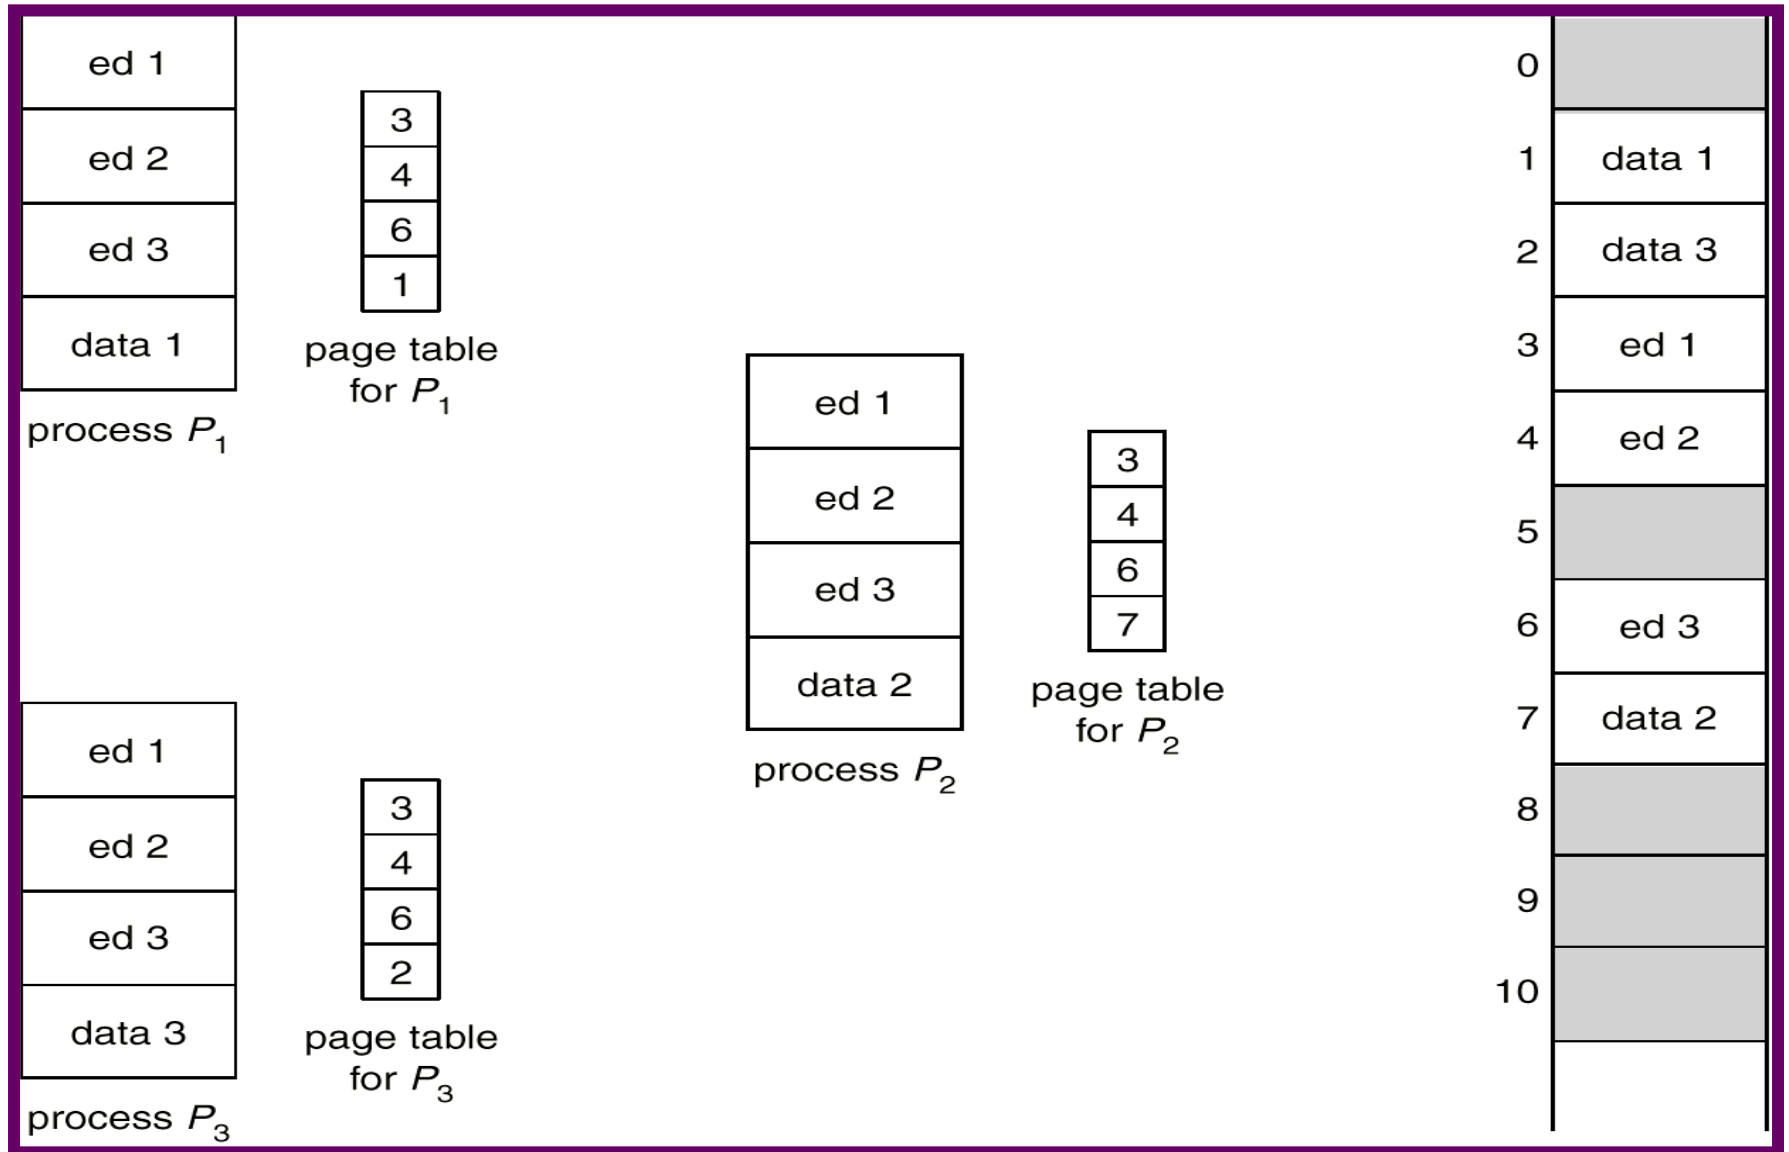 ed 1
ed 2
ed 3
data 1
process P1
3
4
6
1
page table
for P1
ed 1
ed 2
ed 3
data 2
process P2
3
4
6
7
page table
for P2
ed 1
ed 2
ed 3
data 3
process P3
3
4
6
2
page table
for P3
0
1 data 1
2 data 3
3 ed 1
4 ed 2
5
6 ed 3
7 data 2
8
9
10